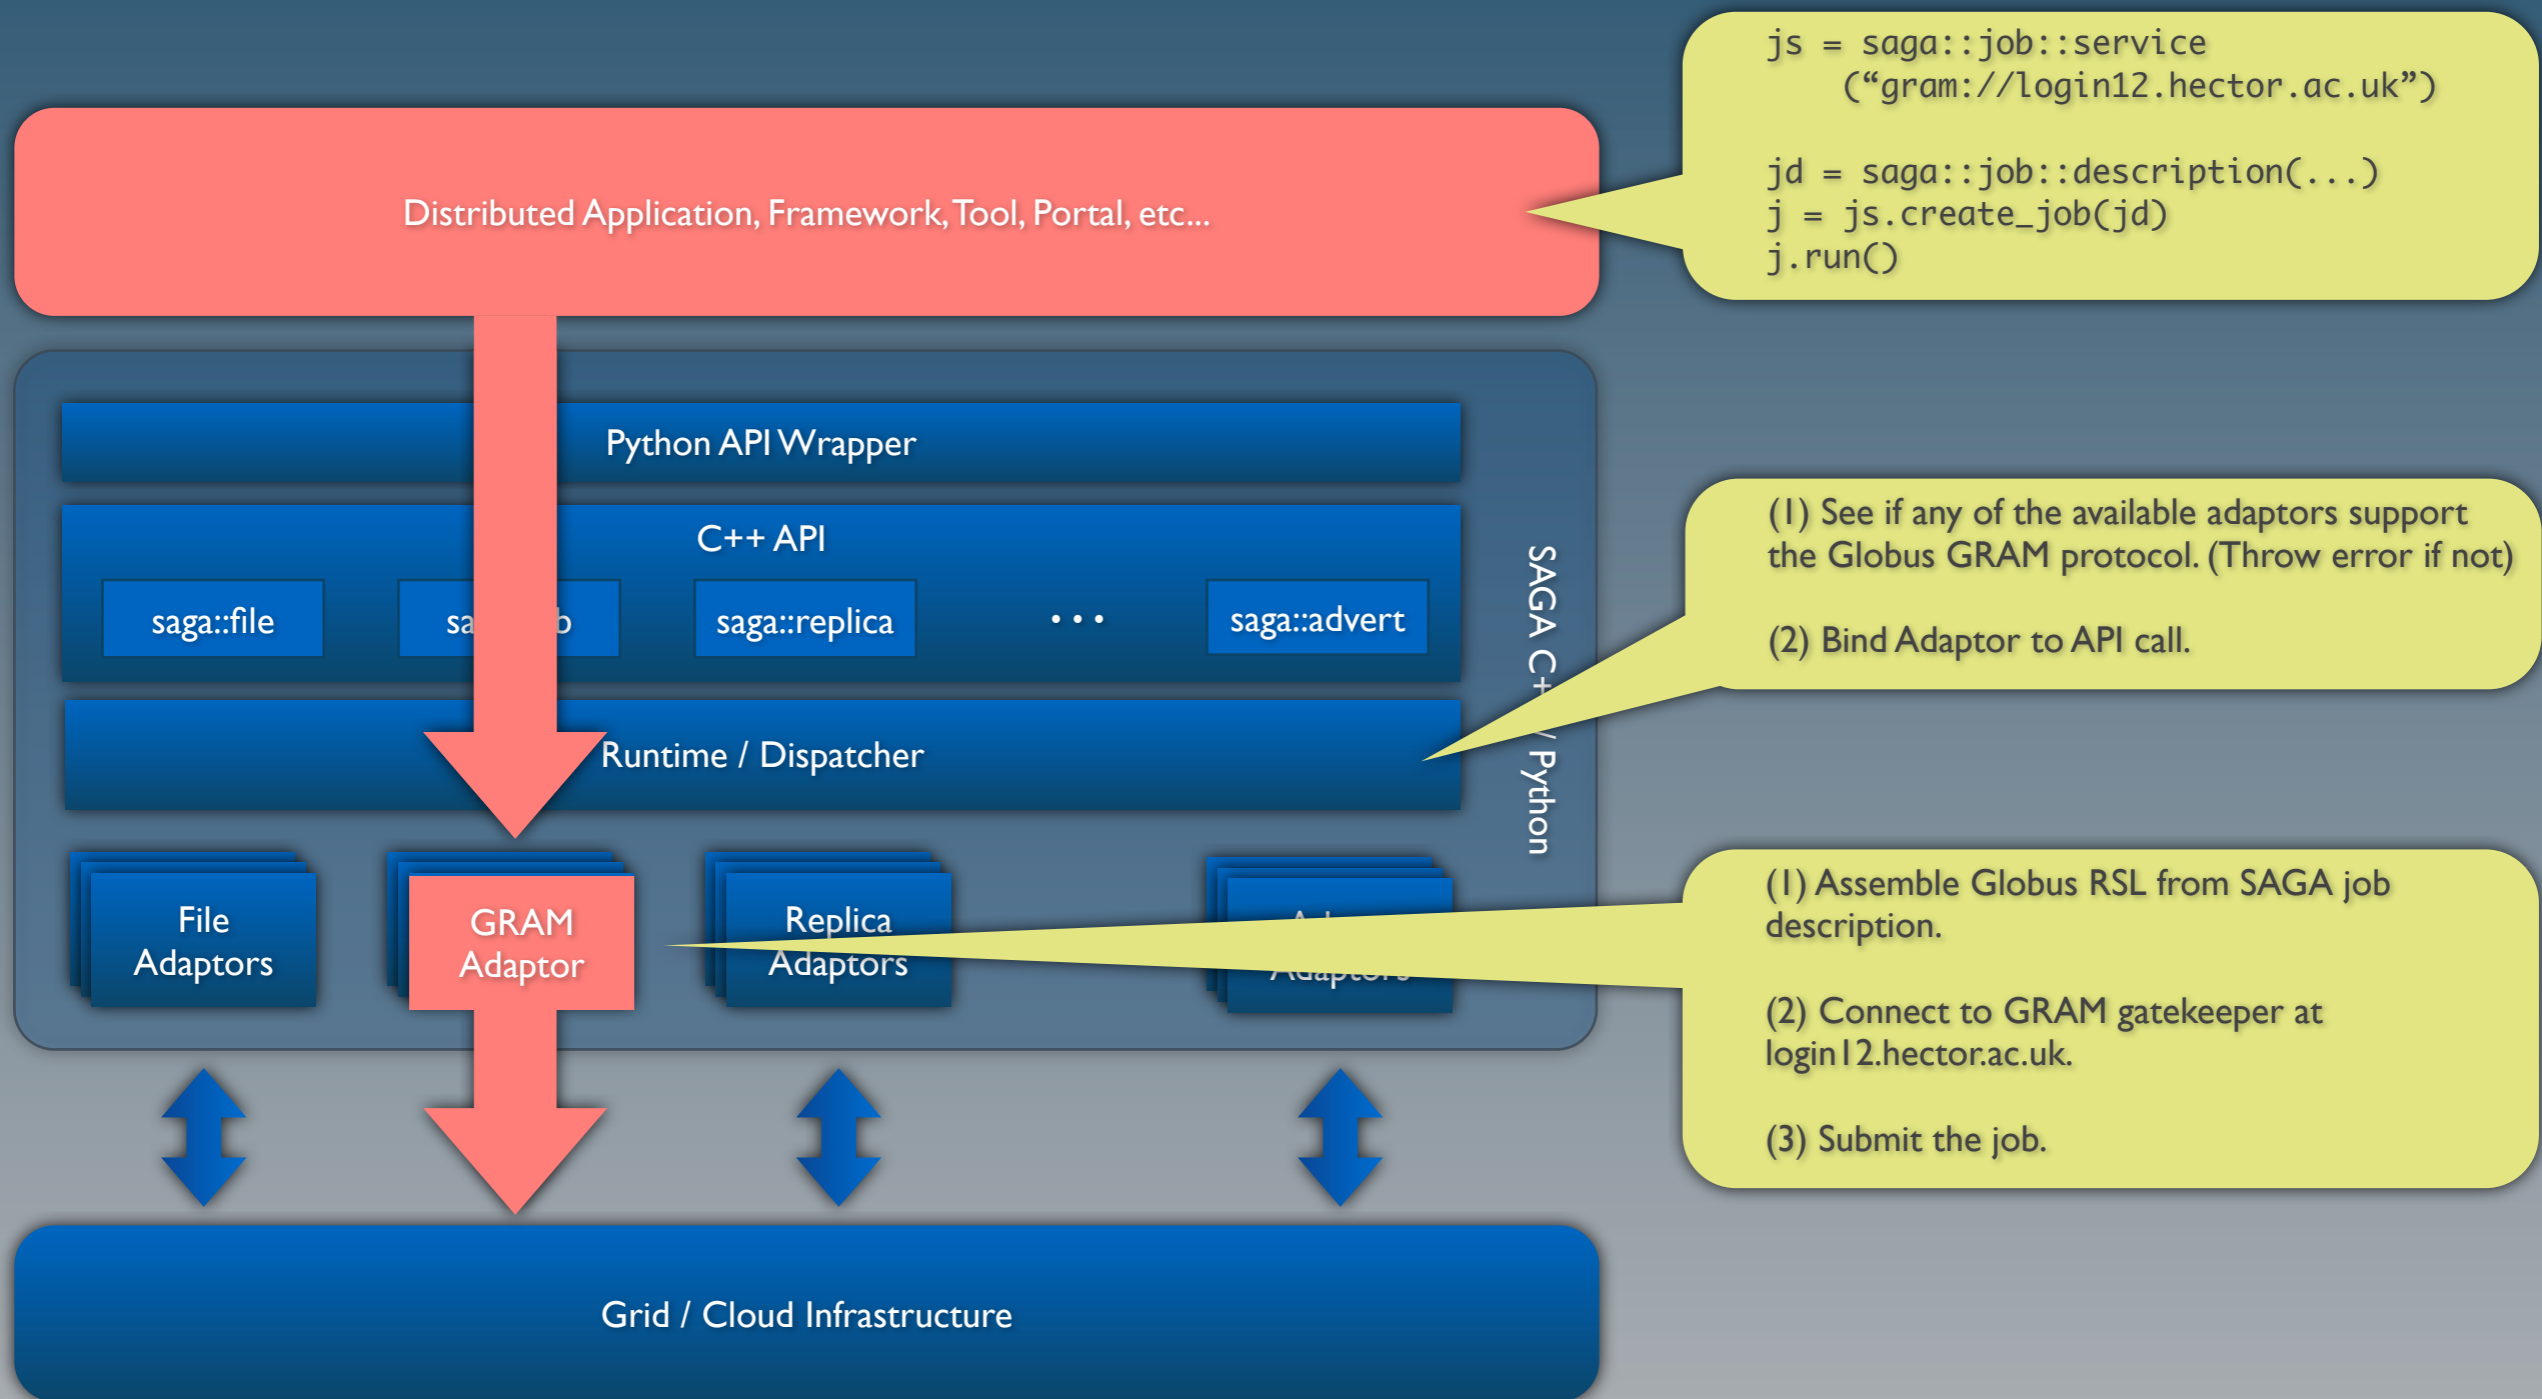 js = saga::job::service
(“gram://login12.hector.ac.uk”)
jd = saga::job::description(...)
j = js.create_job(jd)
j.run()
Distributed Application, Framework, Tool, Portal, etc...
Python API Wrapper
C++ API
saga::file
saga::replica
...
saga::advert
SAGA C++ / Python
Runtime / Dispatcher
(1) See if any of the available adaptors support
the Globus GRAM protocol. (Throw error if not)
(2) Bind Adaptor to API call.
File
Adaptors
GRAM
Adaptor
Replica
Adaptors
Adaptors
(1) Assemble Globus RSL from SAGA job
description.
(2) Connect to GRAM gatekeeper at
login12.hector.ac.uk.
(3) Submit the job.
Grid / Cloud Infrastructure